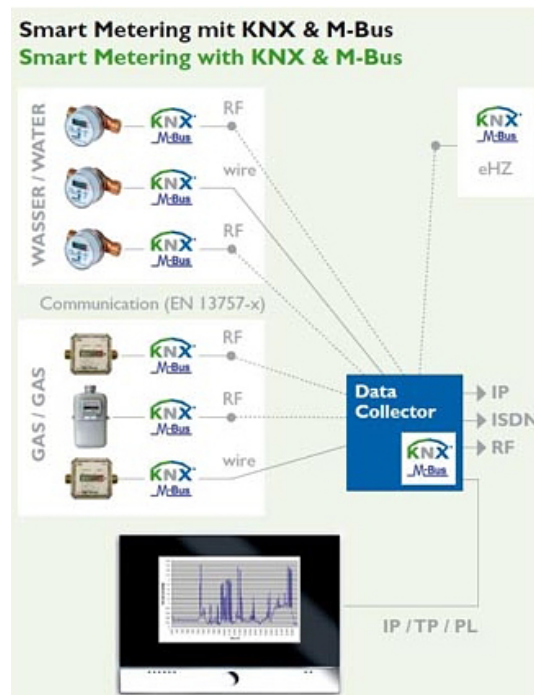 Smart Metering mit KNX & M-Bus
Smart Metering with KNX & M-Bus
WASSER / WATER
KNX M-Bus RF
KNX M-Bus wire
KNX M-Bus RF
KNX M-Bus
eHZ
Communication (EN 13757-x)
GAS / GAS
KNX M-Bus RF
KNX M-Bus RF
KNX M-Bus wire
Data
Collector
KNX M-Bus
IP
ISDN
RF
IP / TP / PL